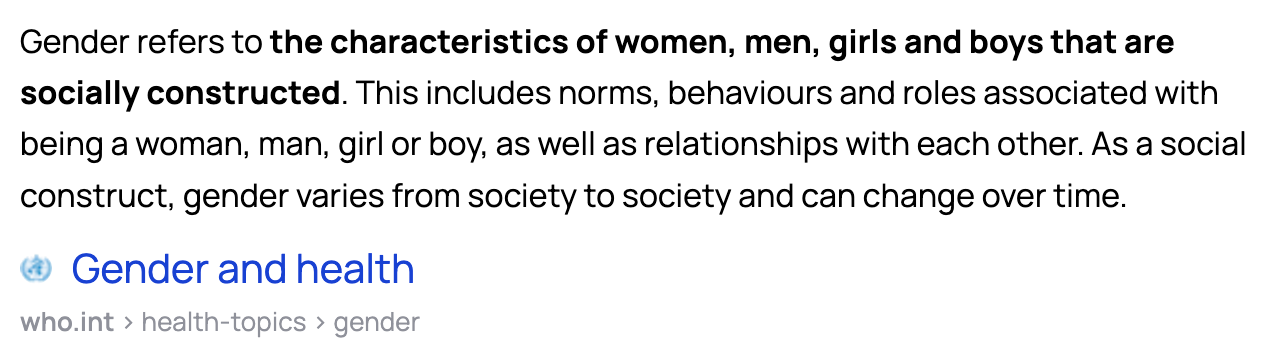 Gender refers to the characteristics of women, men, girls and boys that are
socially constructed. This includes norms, behaviours and roles associated with
being a woman, man, girl or boy, as well as relationships with each other. As a social
construct, gender varies from society to society and can change over time.
Gender and health
who.int › health-topics › gender